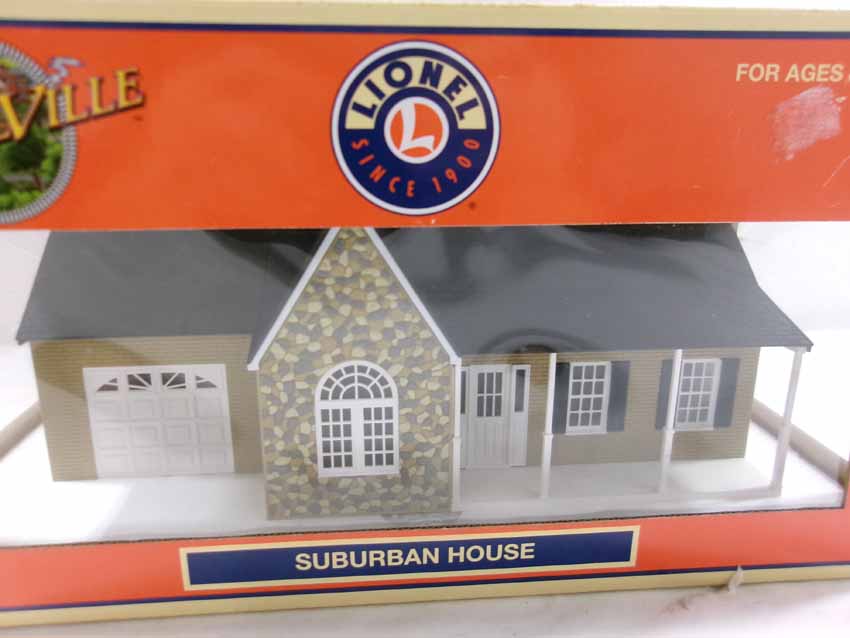 VILLE
LIONEL
L
SINCE 1900
FOR AGES
SUBURBAN HOUSE